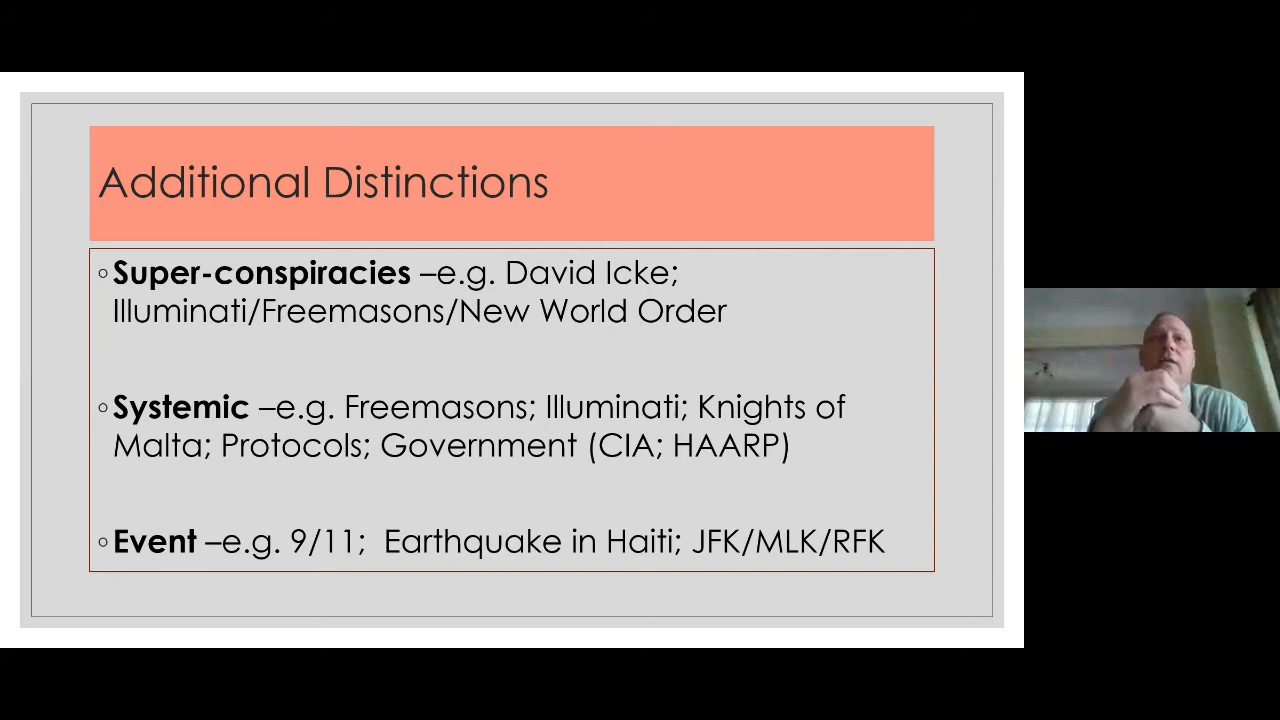 Additional Distinctions
◦Super-conspiracies –e.g. David Icke;
Illuminati/Freemasons/New World Order
◦Systemic –e.g. Freemasons; Illuminati; Knights of
Malta; Protocols; Government (CIA; HAARP)
◦Event –e.g. 9/11;  Earthquake in Haiti; JFK/MLK/RFK